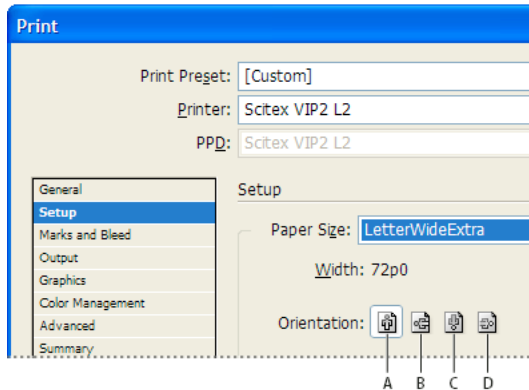 Print
Print Preset: [Custom]
Printer: Scitex VIP2 L2
PPD: Scitex VIP2 L2
General
Setup
Marks and Bleed
Output
Graphics
Color Management
Advanced
Summary
Setup
Paper Size: LetterWideExtra
Width: 72p0
Orientation:
A B C D